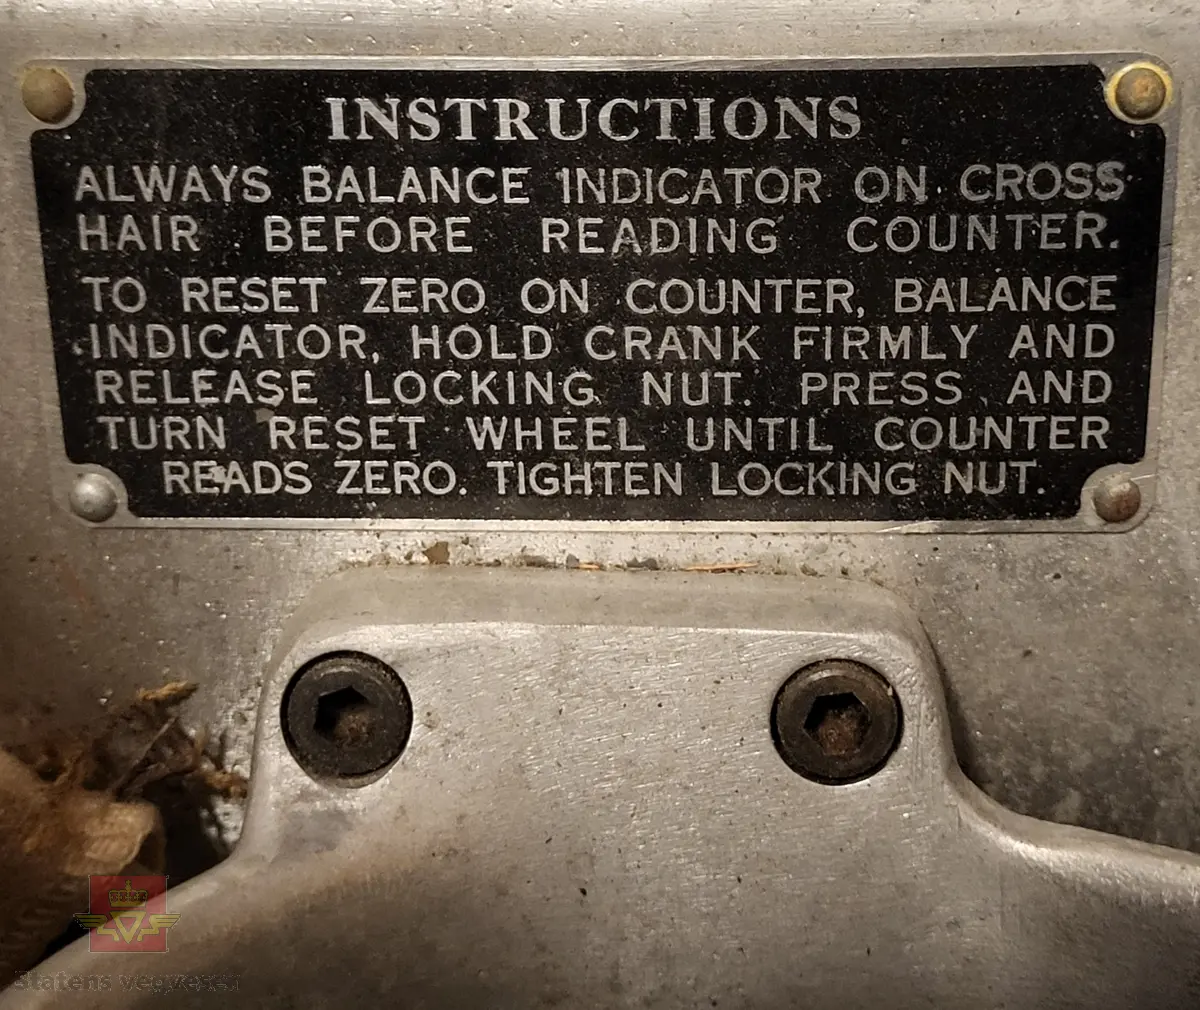 INSTRUCTIONS
ALWAYS BALANCE INDICATOR ON CROSS
HAIR BEFORE READING COUNTER.
TO RESET ZERO ON COUNTER, BALANCE
INDICATOR, HOLD CRANK FIRMLY AND
RELEASE LOCKING NUT. PRESS AND
TURN RESET WHEEL UNTIL COUNTER
READS ZERO. TIGHTEN LOCKING NUT.
Statens vegvesen